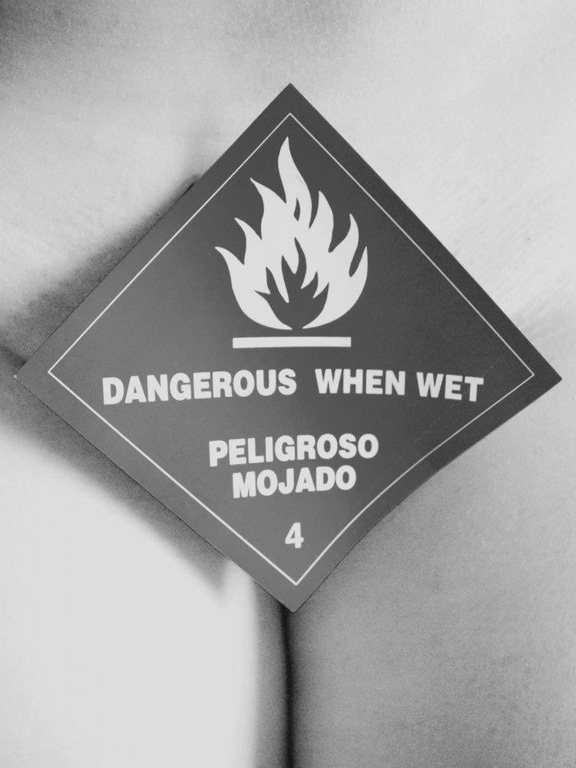 DANGEROUS WHEN WET
PELIGROSO
MOJADO
4